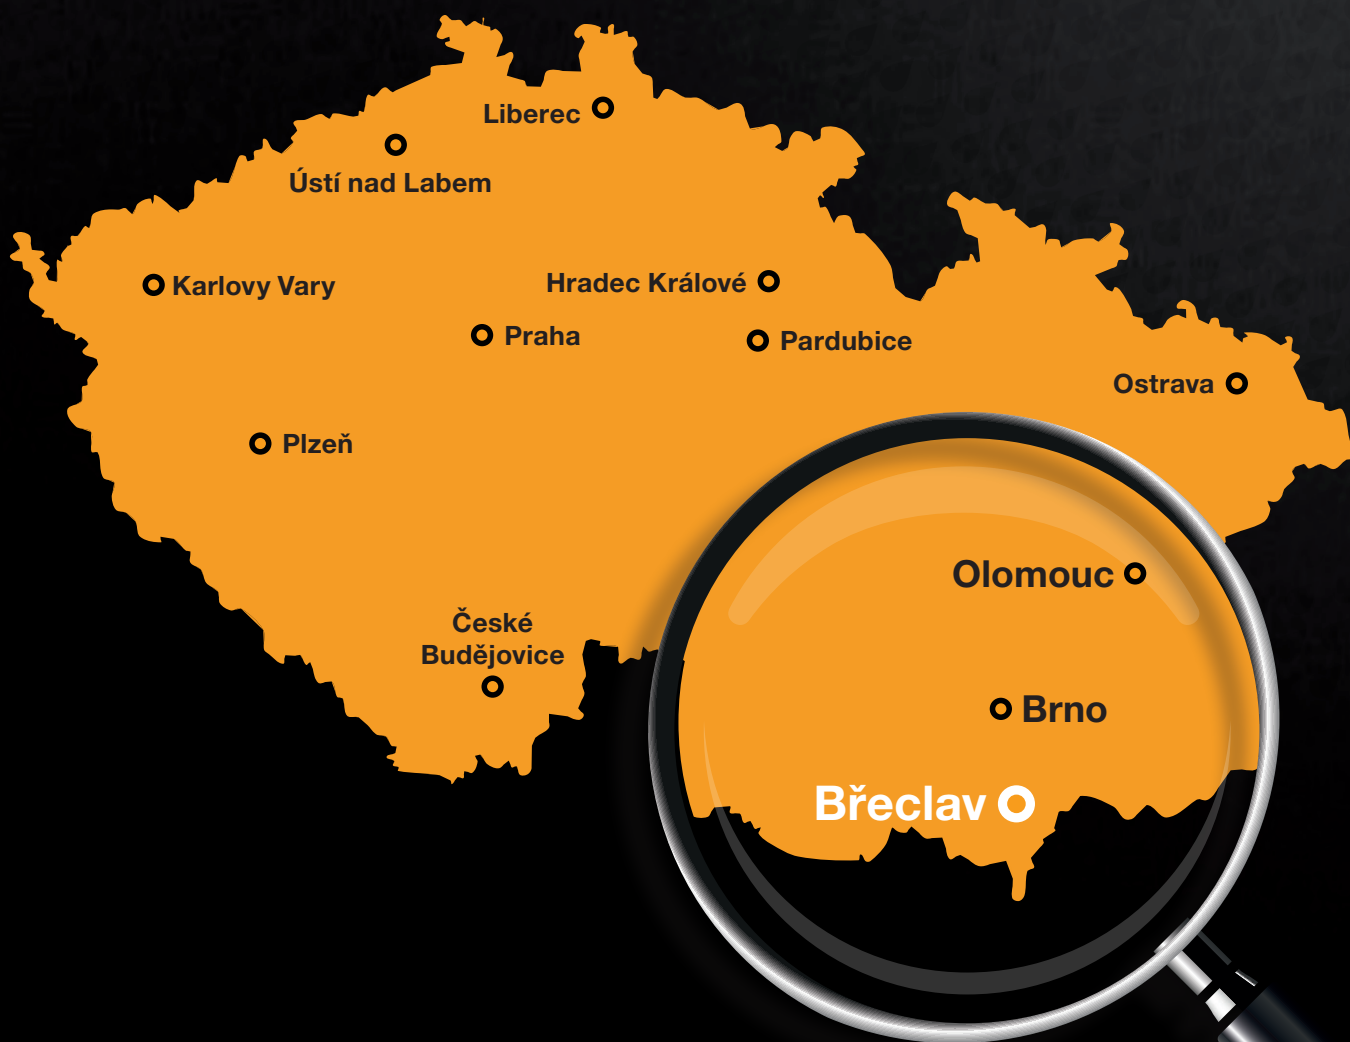 Liberec
Ústí nad Labem
Karlovy Vary
Hradec Králové
Praha
Pardubice
Ostrava
Plzeň
Olomouc
České
Budějovice
Brno
Břeclav